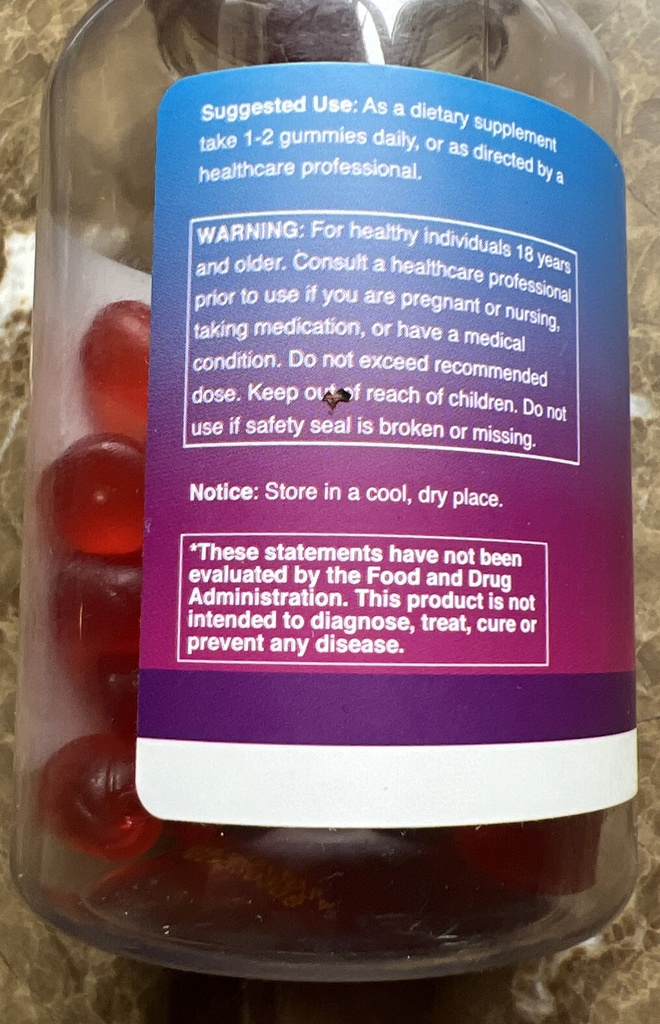 Suggested Use: As a dietary supplement
take 1-2 gummies daily, or as directed by a
healthcare professional.
WARNING: For healthy individuals 18 years
and older. Consult a healthcare professional
prior to use if you are pregnant or nursing,
taking medication, or have a medical
condition. Do not exceed recommended
dose. Keep out of reach of children. Do not
use if safety seal is broken or missing.
Notice: Store in a cool, dry place.
*These statements have not been
evaluated by the Food and Drug
Administration. This product is not
intended to diagnose, treat, cure or
prevent any disease.